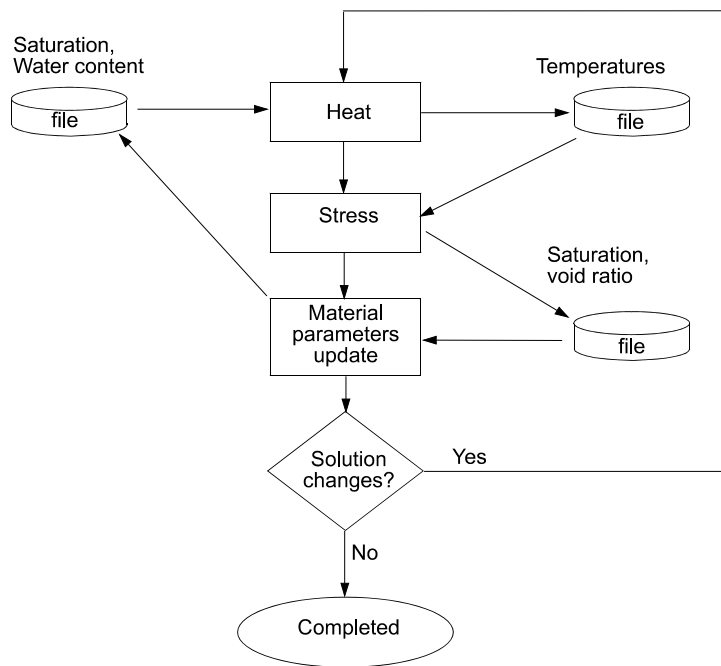 Saturation,
Water content
file
Heat
Temperatures
file
Stress
Saturation,
void ratio
file
Material
parameters
update
Solution
changes?
Yes
No
Completed